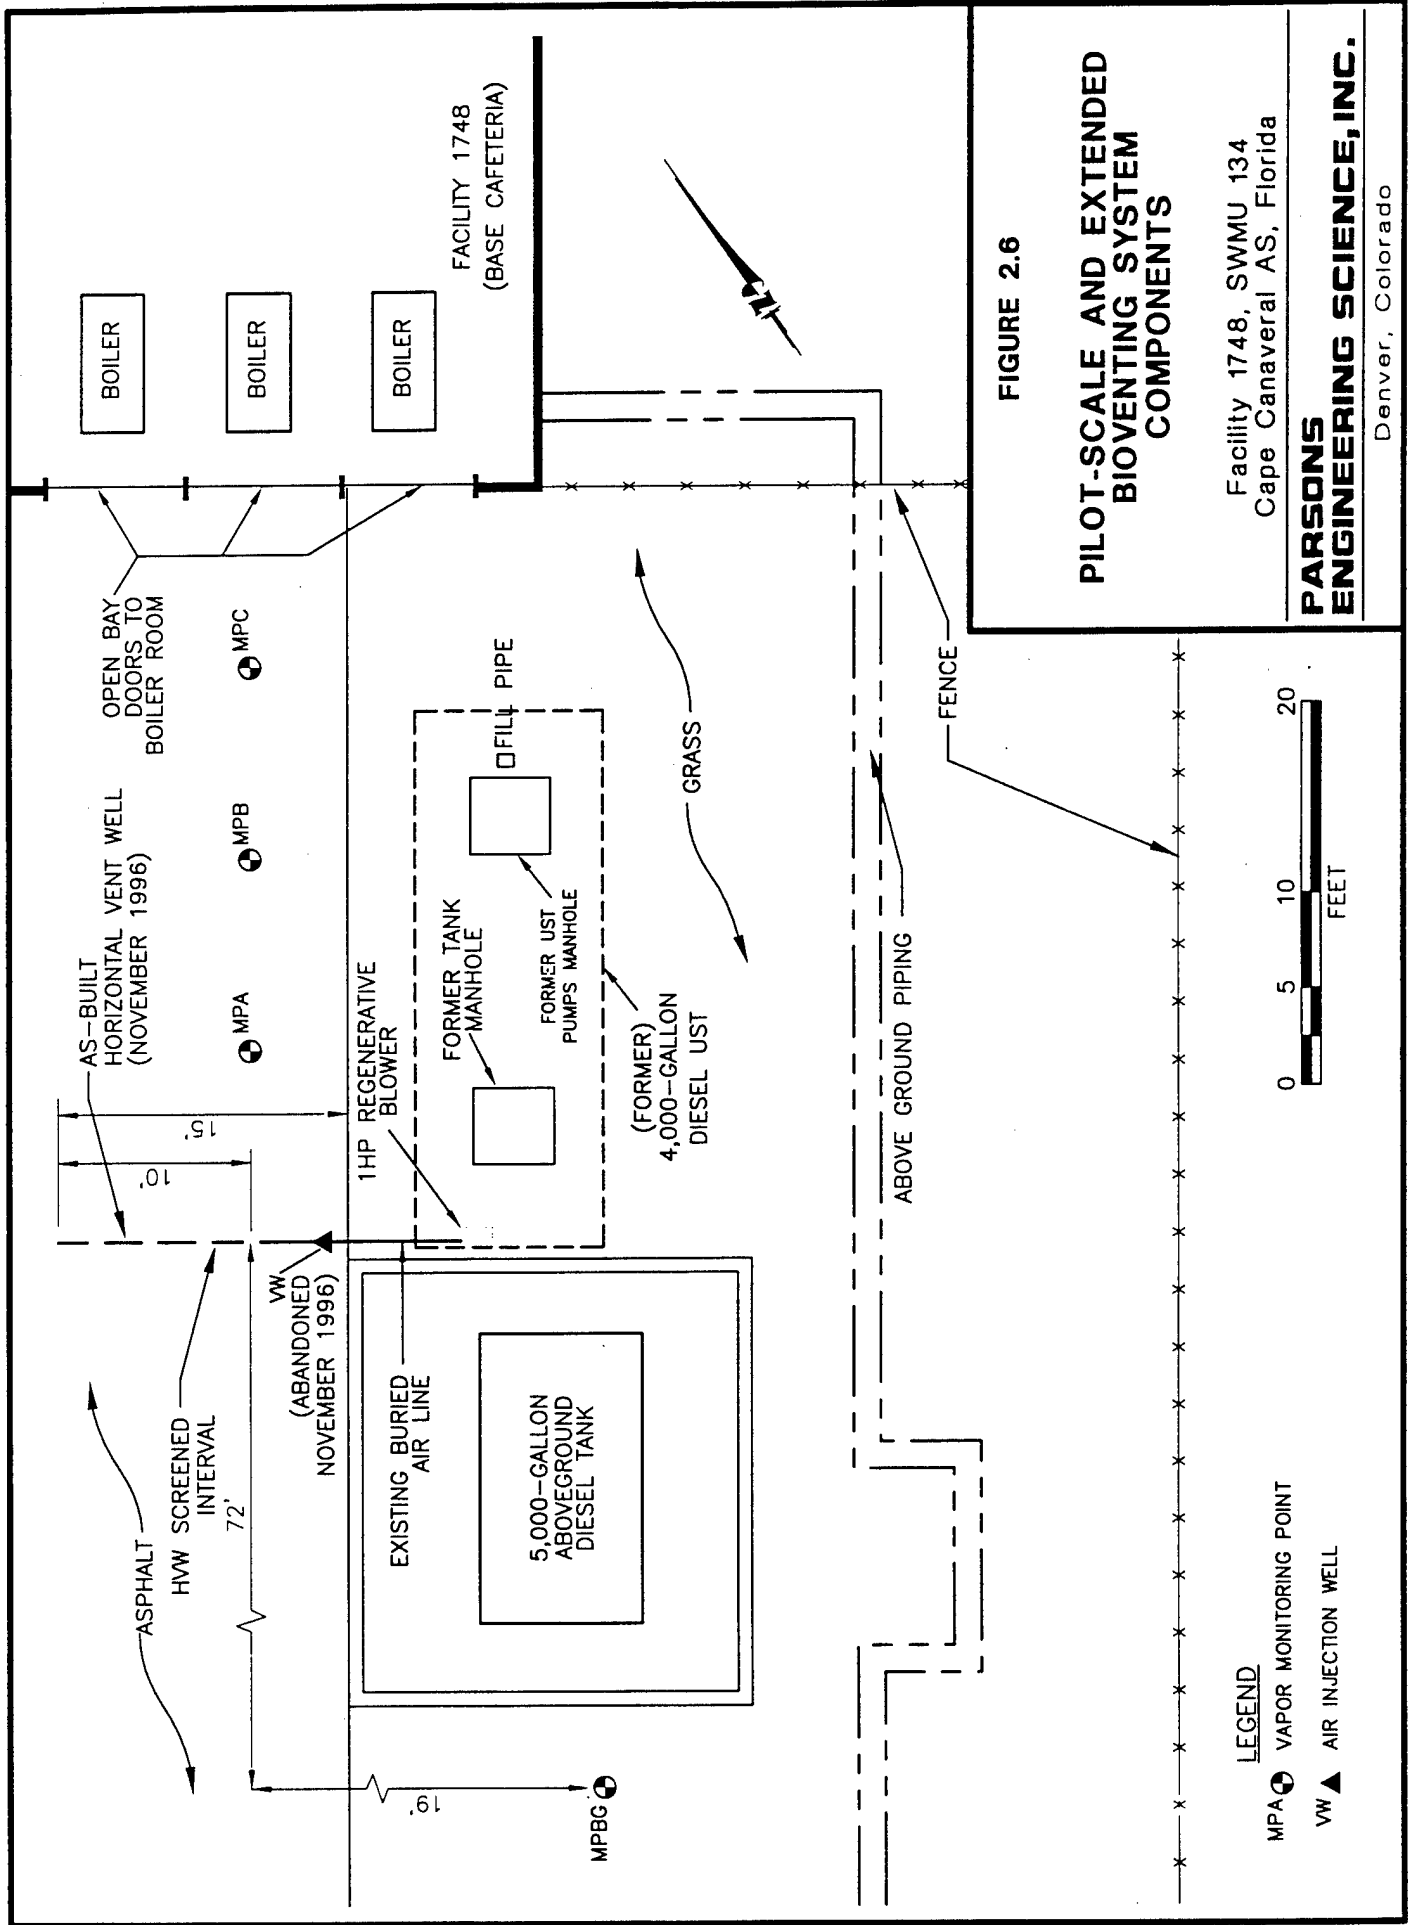 ASPHALT
HVW SCREENED
INTERVAL
72'
AS-BUILT
HORIZONTAL VENT WELL
(NOVEMBER 1996)
10'
15'
MPA
MPB
MPC
OPEN BAY
DOORS TO
BOILER ROOM
BOILER
BOILER
BOILER
FACILITY 1748
(BASE CAFETERIA)
VW
(ABANDONED
NOVEMBER 1996)
1HP REGENERATIVE
BLOWER
EXISTING BURIED
AIR LINE
FORMER TANK
MANHOLE
FORMER UST
PUMPS MANHOLE
FILL PIPE
(FORMER)
4,000-GALLON
DIESEL UST
5,000-GALLON
ABOVEGROUND
DIESEL TANK
19'
MPBG
GRASS
N
ABOVE GROUND PIPING
FENCE
LEGEND
MPA VAPOR MONITORING POINT
VW AIR INJECTION WELL
0 5 10 20
FEET
FIGURE 2.6
PILOT-SCALE AND EXTENDED
BIOVENTING SYSTEM
COMPONENTS
Facility 1748, SWMU 134
Cape Canaveral AS, Florida
PARSONS
ENGINEERING SCIENCE, INC.
Denver, Colorado